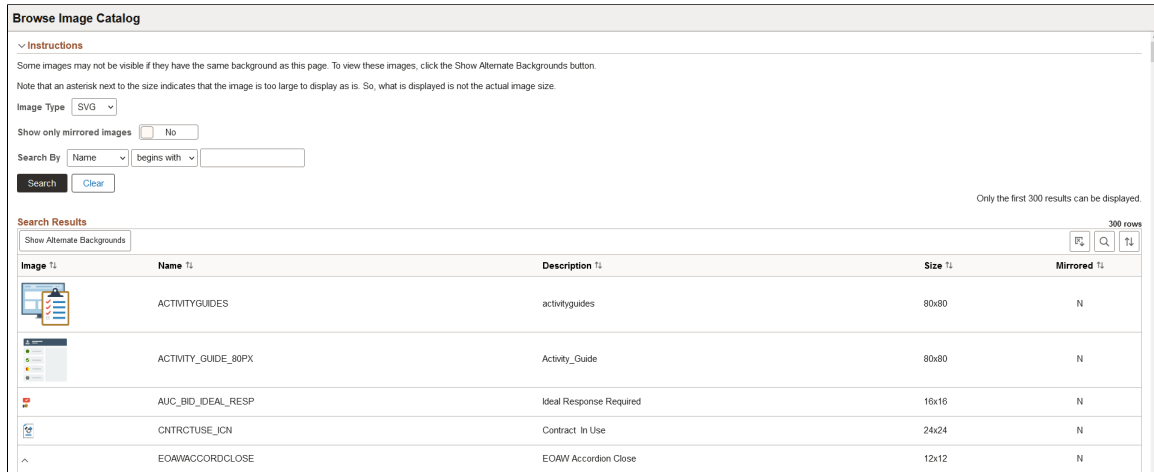 Browse Image Catalog
Instructions
Some images may not be visible if they have the same background as this page. To view these images, click the Show Alternate Backgrounds button.
Note that an asterisk next to the size indicates that the image is too large to display as is. So, what is displayed is not the actual image size.
Image Type SVG
Show only mirrored images No
Search By Name begins with
Search Clear
Only the first 300 results can be displayed.
Search Results 300 rows
Show Alternate Backgrounds
Image Name Description Size Mirrored
ACTIVITYGUIDES activityguides 80x80 N
ACTIVITY_GUIDE_80PX Activity_Guide 80x80 N
AUC_BID_IDEAL_RESP Ideal Response Required 16x16 N
CNTRCTUSE_ICN Contract In Use 24x24 N
EOAWACCORDCLOSE EOAW Accordion Close 12x12 N